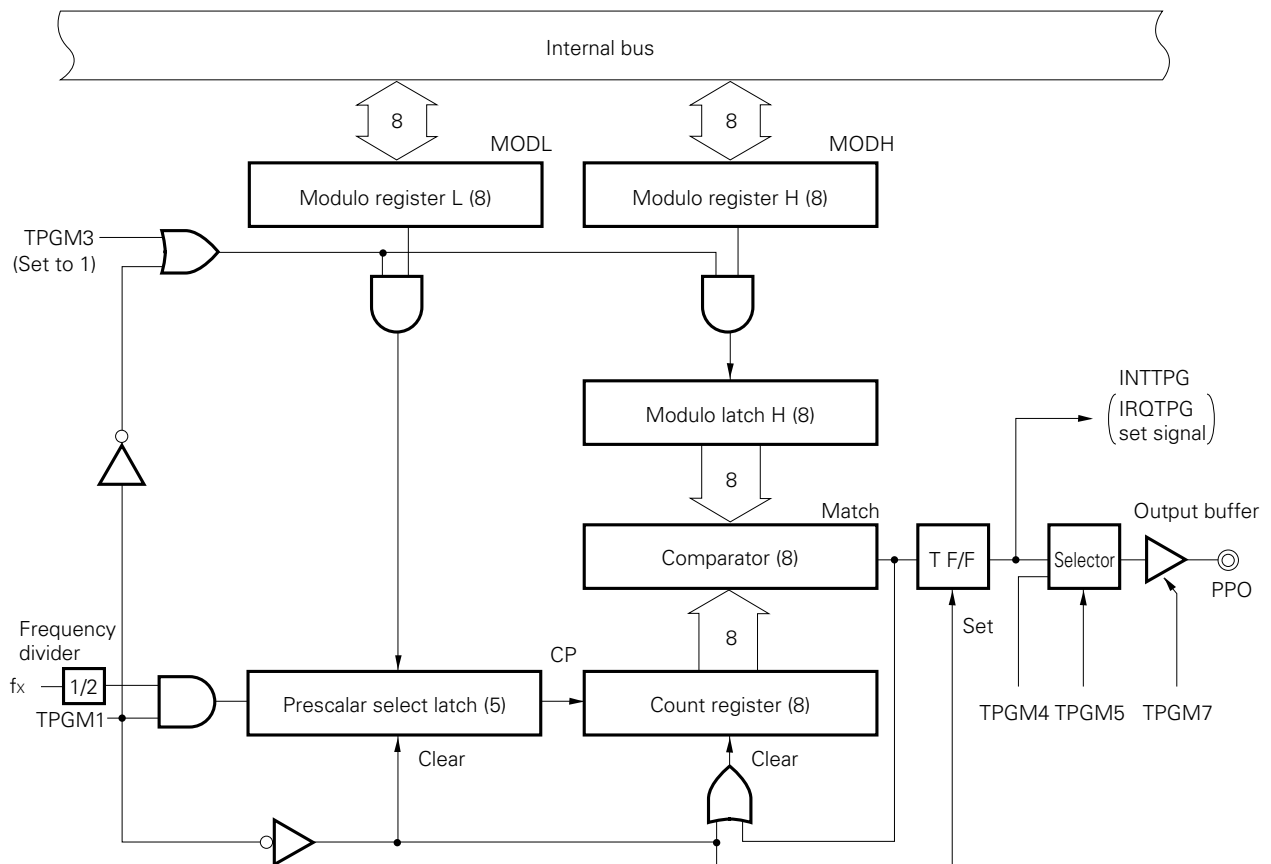 Internal bus
8
8
MODL
MODH
Modulo register L (8)
Modulo register H (8)
TPGM3
(Set to 1)
Modulo latch H (8)
INTTPG
IRQTPG
set signal
8
Match
Output buffer
Comparator (8)
T F/F
Selector
PPO
Set
8
Frequency
divider
CP
fx
1/2
Prescalar select latch (5)
Count register (8)
TPGM1
TPGM4
TPGM5
TPGM7
Clear
Clear